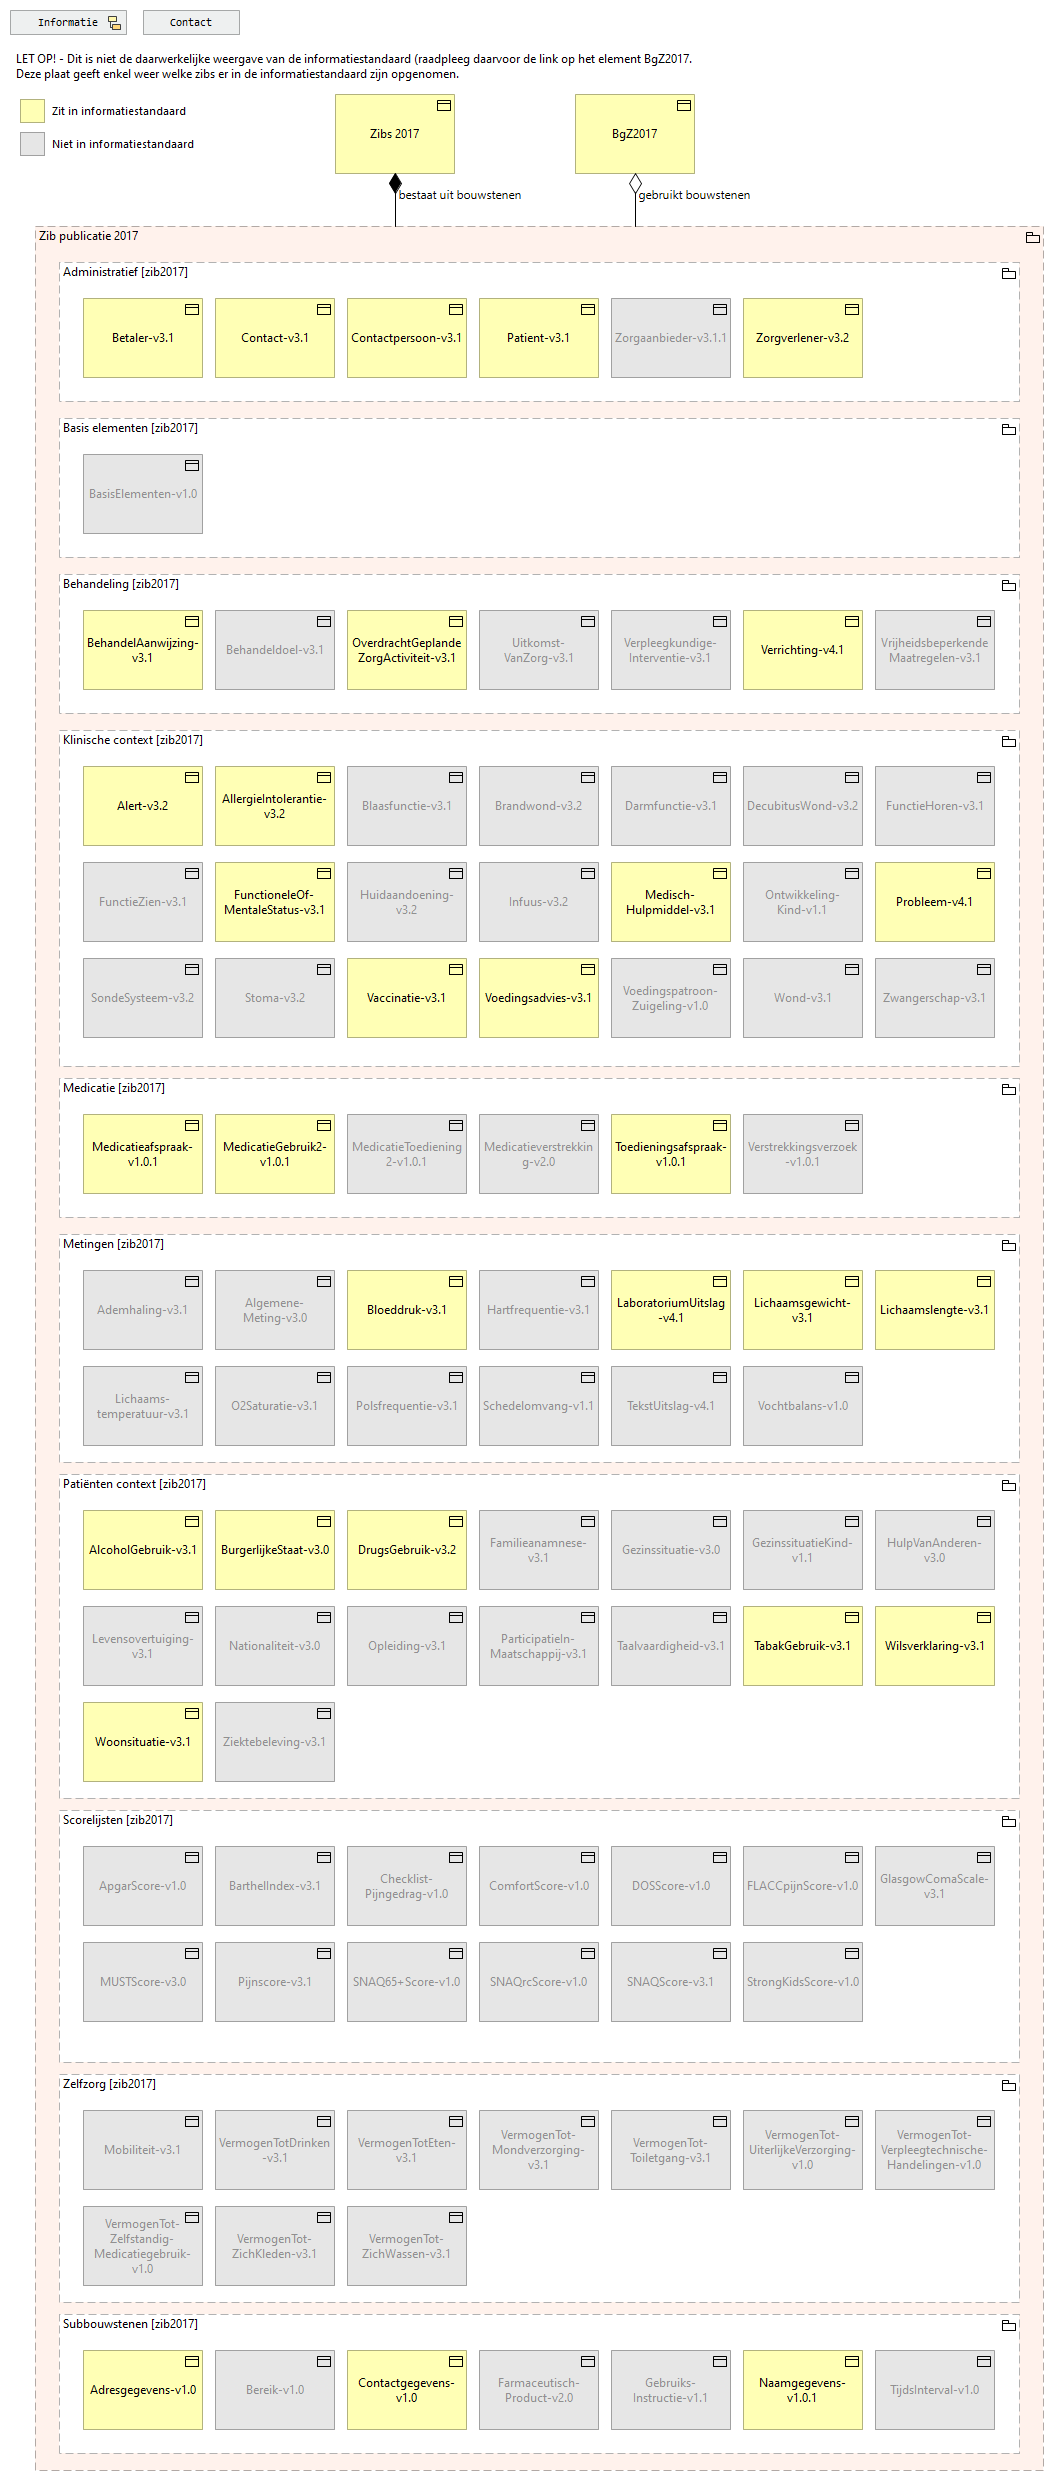 Informatie
Contact
LET OP! - Dit is niet de daarwerkelijke weergave van de informatiestandaard (raadpleeg daarvoor de link op het element BgZ2017.
Deze plaat geeft enkel weer welke zibs er in de informatiestandaard zijn opgenomen.
Zit in informatiestandaard
Niet in informatiestandaard
Zibs 2017
BgZ2017
bestaat uit bouwstenen
gebruikt bouwstenen
Zib publicatie 2017
Administratief [zib2017]
Betaler-v3.1
Contact-v3.1
Contactpersoon-v3.1
Patient-v3.1
Zorgaanbieder-v3.1.1
Zorgverlener-v3.2
Basis elementen [zib2017]
BasisElementen-v1.0
Behandeling [zib2017]
BehandelAanwijzing-
v3.1
Behandeldoel-v3.1
OverdrachtGeplande
ZorgActiviteit-v3.1
Uitkomst-
VanZorg-v3.1
Verpleegkundige-
Interventie-v3.1
Verrichting-v4.1
Vrijheidsbeperkende
Maatregelen-v3.1
Klinische context [zib2017]
Alert-v3.2
AllergieIntolerantie-
v3.2
Blaasfunctie-v3.1
Brandwond-v3.2
Darmfunctie-v3.1
DecubitusWond-v3.2
FunctieHoren-v3.1
FunctieZien-v3.1
FunctioneleOf-
MentaleStatus-v3.1
Huidaandoening-
v3.2
Infuus-v3.2
Medisch-
Hulpmiddel-v3.1
Ontwikkeling-
Kind-v1.1
Probleem-v4.1
SondeSysteem-v3.2
Stoma-v3.2
Vaccinatie-v3.1
Voedingsadvies-v3.1
Voedingspatroon-
Zuigeling-v1.0
Wond-v3.1
Zwangerschap-v3.1
Medicatie [zib2017]
Medicatieafspraak-
v1.0.1
MedicatieGebruik2-
v1.0.1
MedicatieToediening
2-v1.0.1
Medicatieverstrekkin
g-v2.0
Toedieningsafspraak-
v1.0.1
Verstrekkingsverzoek
-v1.0.1
Metingen [zib2017]
Ademhaling-v3.1
Algemene-
Meting-v3.0
Bloeddruk-v3.1
Hartfrequentie-v3.1
LaboratoriumUitslag
-v4.1
Lichaamsgewicht-
v3.1
Lichaamslengte-v3.1
Lichaams-
temperatuur-v3.1
O2Saturatie-v3.1
Polsfrequentie-v3.1
Schedelomvang-v1.1
TekstUitslag-v4.1
Vochtbalans-v1.0
Patiënten context [zib2017]
AlcoholGebruik-v3.1
BurgerlijkeStaat-v3.0
DrugsGebruik-v3.2
Familieanamnese-
v3.1
Gezinssituatie-v3.0
GezinssituatieKind-
v1.1
HulpVanAnderen-
v3.0
Levensovertuiging-
v3.1
Nationaliteit-v3.0
Opleiding-v3.1
ParticipatieIn-
Maatschappij-v3.1
Taalvaardigheid-v3.1
TabakGebruik-v3.1
Wilsverklaring-v3.1
Woonsituatie-v3.1
Ziektebeleving-v3.1
Scorelijsten [zib2017]
ApgarScore-v1.0
BarthelIndex-v3.1
Checklist-
Pijngedrag-v1.0
ComfortScore-v1.0
DOSScore-v1.0
FLACCpijnScore-v1.0
GlasgowComaScale-
v3.1
MUSTScore-v3.0
Pijnscore-v3.1
SNAQ65+Score-v1.0
SNAQrcScore-v1.0
SNAQScore-v3.1
StrongKidsScore-v1.0
Zelfzorg [zib2017]
Mobiliteit-v3.1
VermogenTotDrinken
-v3.1
VermogenTotEten-
v3.1
VermogenTot-
Mondverzorging-
v3.1
VermogenTot-
Toiletgang-v3.1
VermogenTot-
UiterlijkeVerzorging-
v1.0
VermogenTot-
Verpleegtechnische-
Handelingen-v1.0
VermogenTot-
Zelfstandig-
Medicatiegebruik-
v1.0
VermogenTot-
ZichKleden-v3.1
VermogenTot-
ZichWassen-v3.1
Subbouwstenen [zib2017]
Adresgegevens-v1.0
Bereik-v1.0
Contactgegevens-
v1.0
Farmaceutisch-
Product-v2.0
Gebruiks-
Instructie-v1.1
Naamgegevens-
v1.0.1
TijdsInterval-v1.0